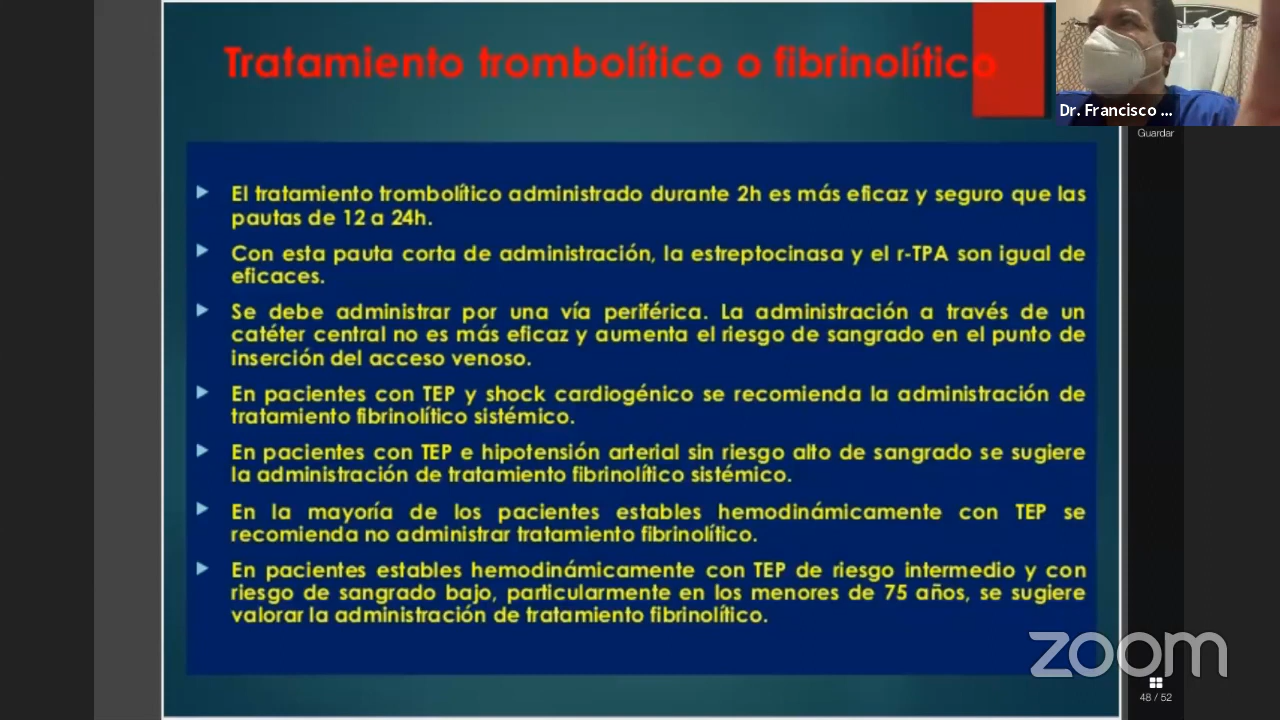 Tratamiento trombolítico o fibrinolítico
Dr. Francisco ...
Guardar
El tratamiento trombolítico administrado durante 2h es más eficaz y seguro que las
pautas de 12 a 24h.
Con esta pauta corta de administración, la estreptocinasa y el r-TPA son igual de
eficaces.
Se debe administrar por una vía periférica. La administración a través de un
catéter central no es más eficaz y aumenta el riesgo de sangrado en el punto de
inserción del acceso venoso.
En pacientes con TEP y shock cardiogénico se recomienda la administración de
tratamiento fibrinolítico sistémico.
En pacientes con TEP e hipotensión arterial sin riesgo alto de sangrado se sugiere
la administración de tratamiento fibrinolítico sistémico.
En la mayoría de los pacientes estables hemodinámicamente con TEP se
recomienda no administrar tratamiento fibrinolítico.
En pacientes estables hemodinámicamente con TEP de riesgo intermedio y con
riesgo de sangrado bajo, particularmente en los menores de 75 años, se sugiere
valorar la administración de tratamiento fibrinolítico.
zoom
48 / 52